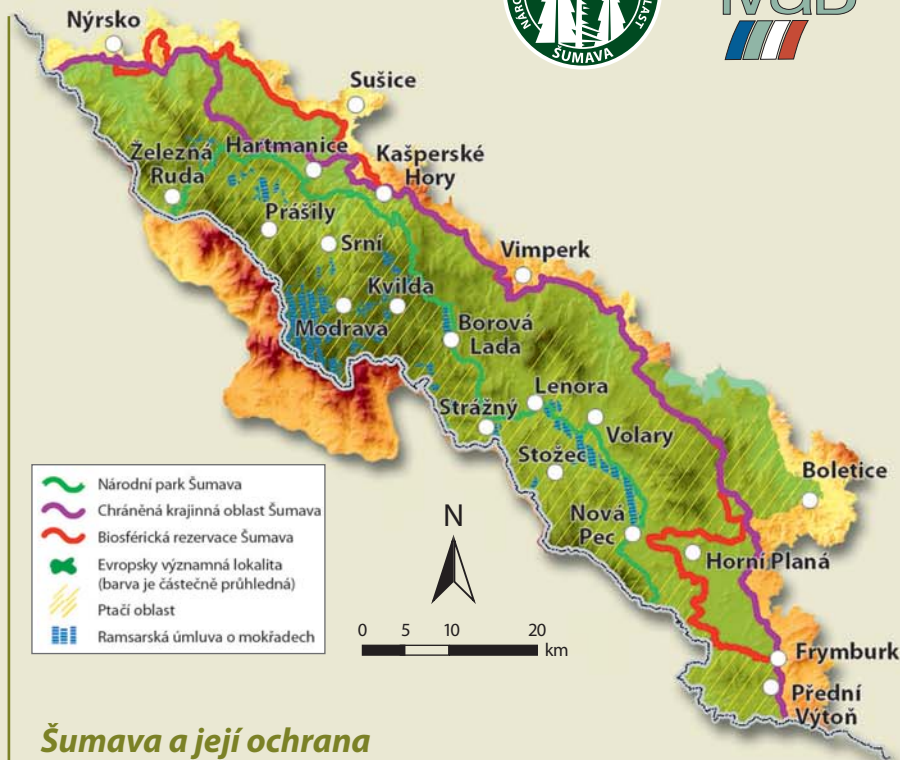 ŠUMAVA
Nýrsko
Sušice
Železná
Ruda
Hartmanice
Kašperské
Hory
Prášily
Srní
Vimperk
Kvilda
Modrava
Borová
Lada
Lenora
Strážný
Volary
Stožec
Boletice
Nová
Pec
Horní Planá
Frymburk
Přední
Výtoň
Národní park Šumava
Chráněná krajinná oblast Šumava
Biosférická rezervace Šumava
Evropsky významná lokalita
(barva je částečně průhledná)
Ptačí oblast
Ramsarská úmluva o mokřadech
N
0 5 10 20
km
Šumava a její ochrana